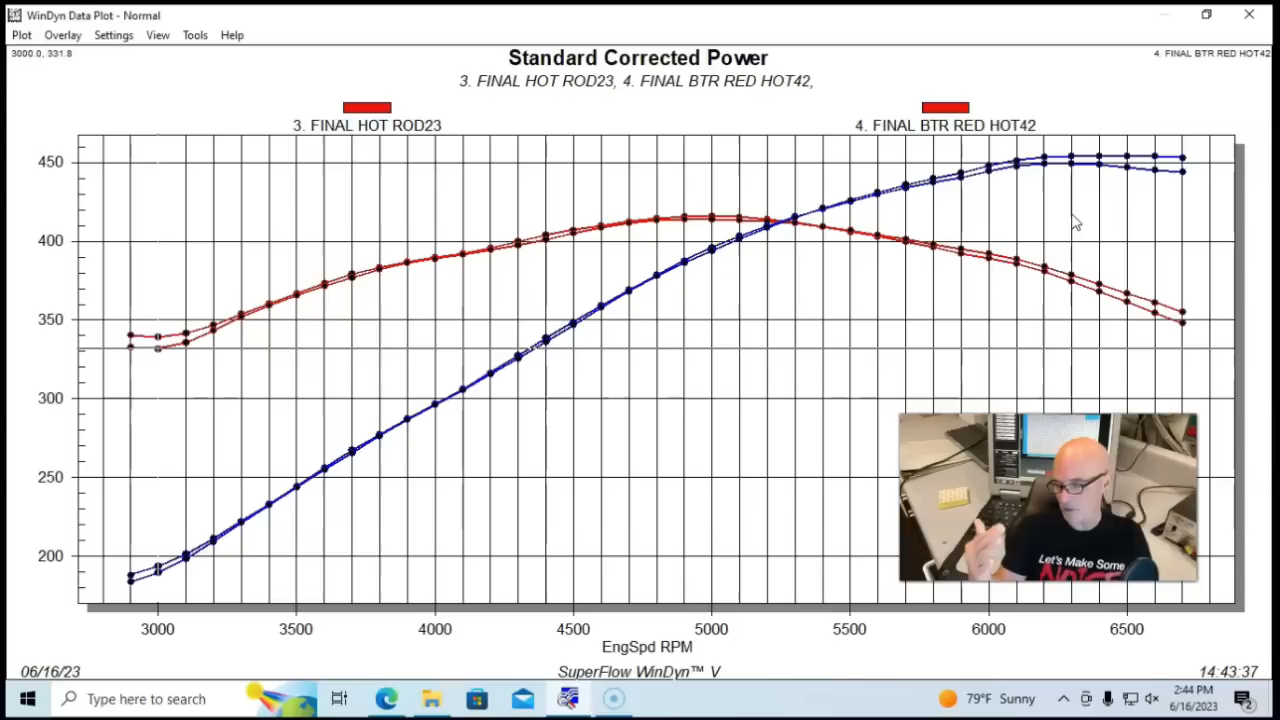 WinDyn Data Plot - Normal
Plot Overlay Settings View Tools Help
3000.0, 331.8
4. FINAL BTR RED HOT42
Standard Corrected Power
3. FINAL HOT ROD23, 4. FINAL BTR RED HOT42,
3. FINAL HOT ROD23
4. FINAL BTR RED HOT42
450
400
350
300
250
200
Let's Make Some
NOISE
3000 3500 4000 4500 5000 5500 6000 6500
EngSpd RPM
06/16/23
SuperFlow WinDyn™ V
14:43:37
Type here to search
79°F Sunny
2:44 PM
6/16/2023
2